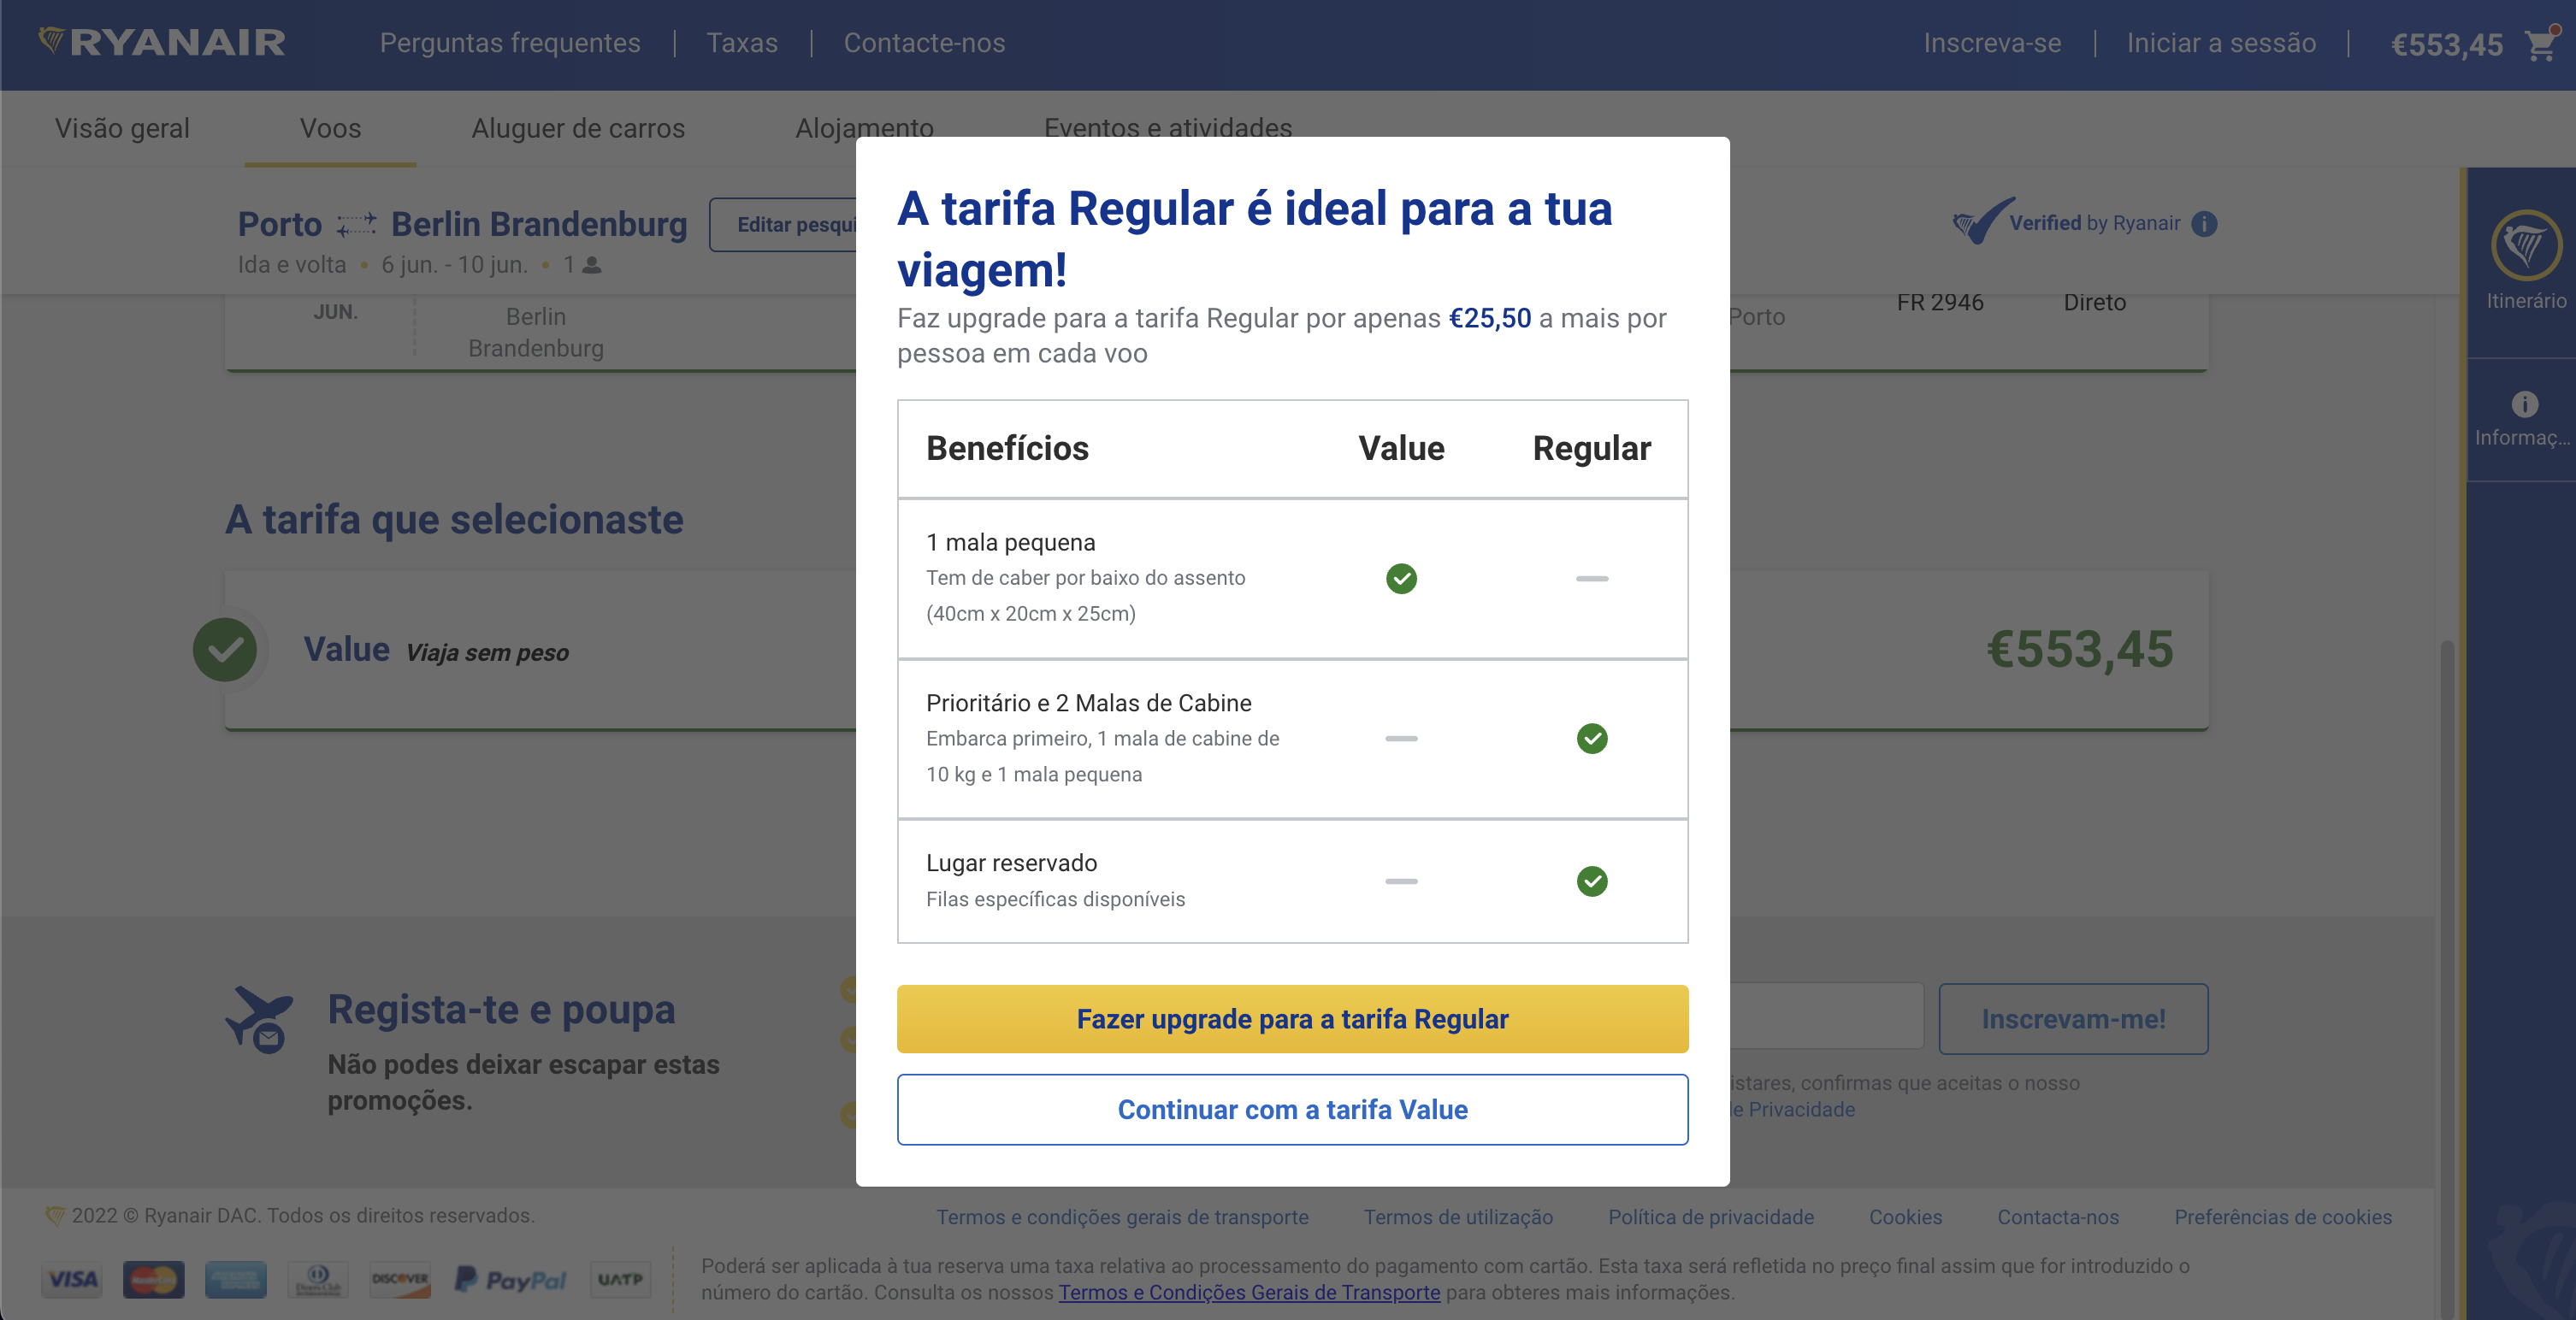 RYANAIR
Perguntas frequentes
Taxas
Contacte-nos
Inscreva-se
Iniciar a sessão
€553,45
Visão geral
Voos
Aluguer de carros
Alojamento
Eventos e atividades
Porto
Berlin Brandenburg
Editar
Ida e volta • 6 jun. - 10 jun. • 1
Verified by Ryanair
Itinerário
Informaç...
JUN.
Berlin
Brandenburg
Porto
FR 2946
Direto
A tarifa que selecionaste
Value Viaja sem peso
€553,45
A tarifa Regular é ideal para a tua
viagem!
Faz upgrade para a tarifa Regular por apenas €25,50 a mais por
pessoa em cada voo
Benefícios Value Regular
1 mala pequena
Tem de caber por baixo do assento
(40cm x 20cm x 25cm)
Prioritário e 2 Malas de Cabine
Embarca primeiro, 1 mala de cabine de
10 kg e 1 mala pequena
Lugar reservado
Filas específicas disponíveis
Fazer upgrade para a tarifa Regular
Continuar com a tarifa Value
Regista-te e poupa
Não podes deixar escapar estas
promoções.
Inscrevam-me!
confirmas que aceitas o nosso
Privacidade
2022 © Ryanair DAC. Todos os direitos reservados.
Termos e condições gerais de transporte
Termos de utilização
Política de privacidade
Cookies
Contacta-nos
Preferências de cookies
VISA
MasterCard
Diners Club
DISCOVER
PayPal
UATP
Poderá ser aplicada à tua reserva uma taxa relativa ao processamento do pagamento com cartão. Esta taxa será refletida no preço final assim que for introduzido o
número do cartão. Consulta os nossos Termos e Condições Gerais de Transporte para obteres mais informações.